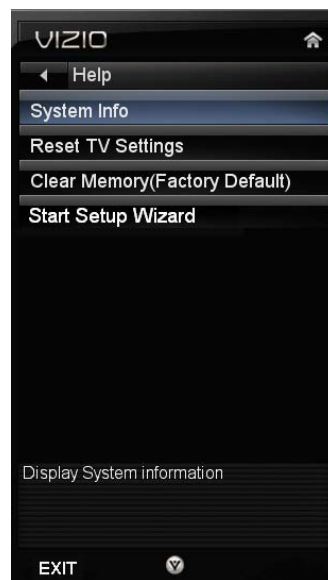 VIZIO
Help
System Info
Reset TV Settings
Clear Memory(Factory Default)
Start Setup Wizard
Display System information
EXIT